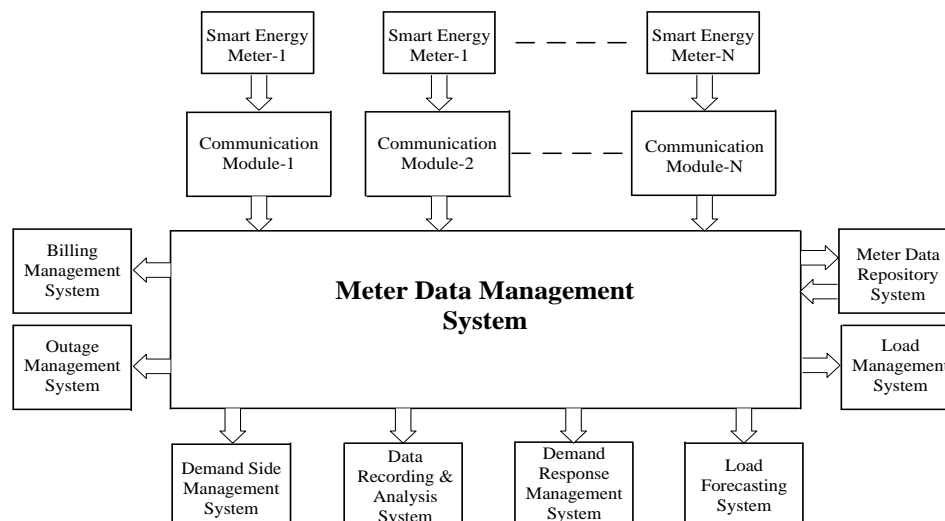 Smart Energy
Meter-1
Smart Energy
Meter-1
Smart Energy
Meter-N
Communication
Module-1
Communication
Module-2
Communication
Module-N
Billing
Management
System
Meter Data Management
System
Meter Data
Repository
System
Outage
Management
System
Load
Management
System
Demand Side
Management
System
Data
Recording &
Analysis
System
Demand
Response
Management
System
Load
Forecasting
System